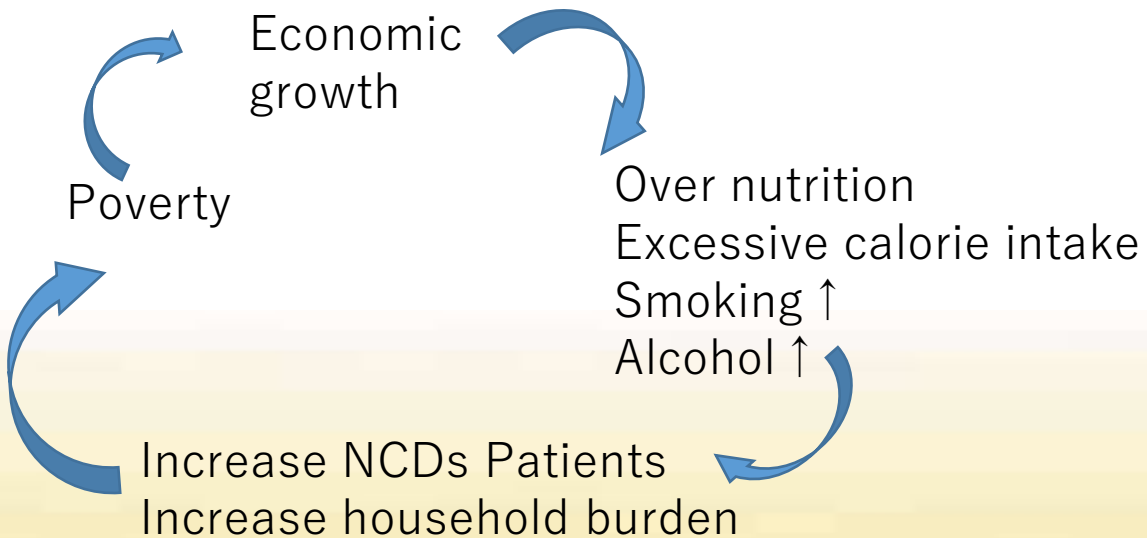 Economic
growth
Over nutrition
Excessive calorie intake
Smoking ↑
Alcohol ↑
Increase NCDs Patients
Increase household burden
Poverty